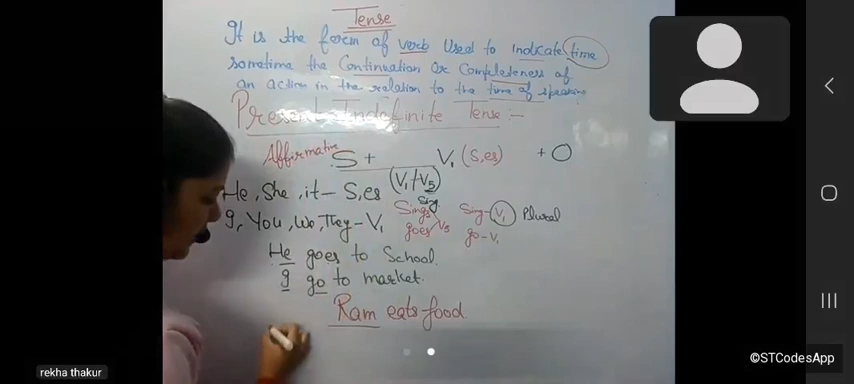 Tense
It is the form of verb used to indicate time
sometime the Continuation Or Completeness of
an action in the relation to the time of speaking
Present Indefinite Tense :-
Affirmative S + V1 (S, es) + O
He, She, it - S, es (V1/V5)
Sing
I, You, We, They - V1 Sings Sing - V1 Plural
goes V5 go - V1
He goes to School.
I go to market.
Ram eats food
rekha thakur
©STCodesApp